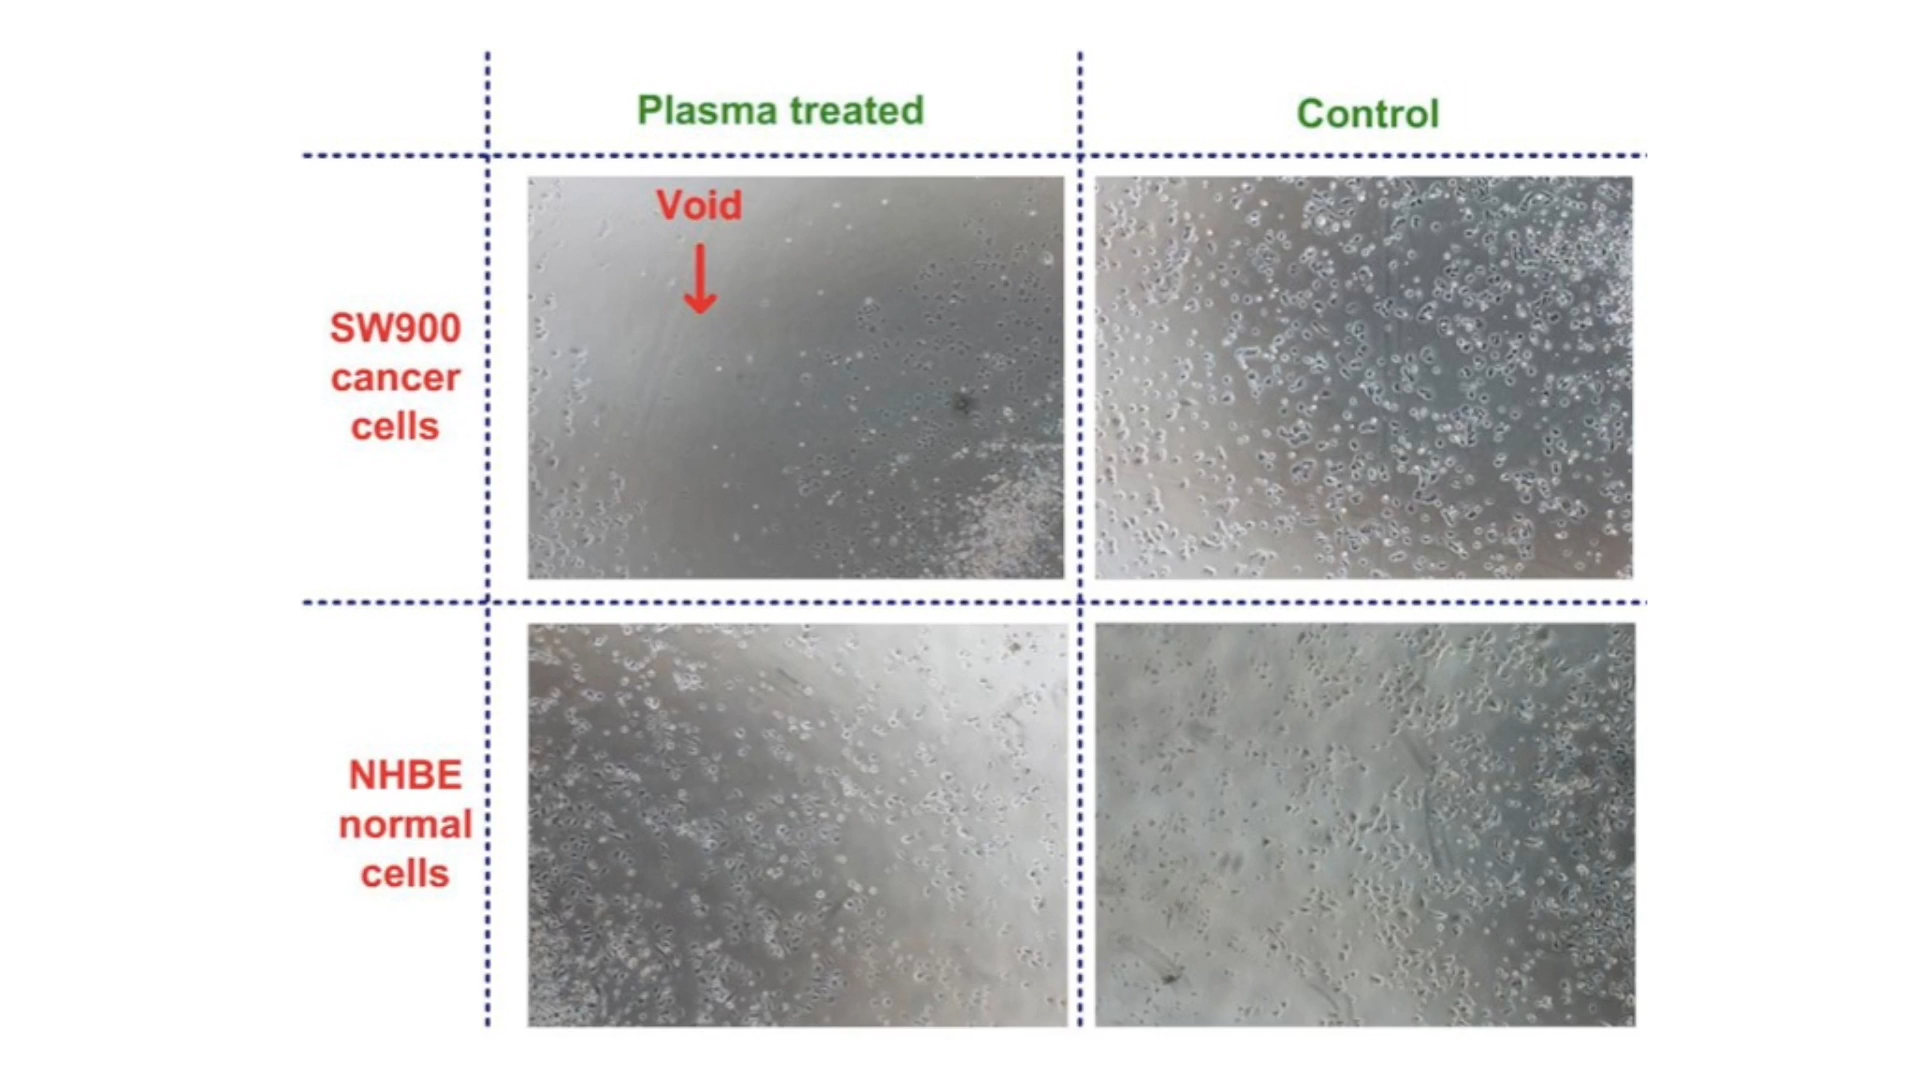 Plasma treated
Control
Void
SW900
cancer
cells
NHBE
normal
cells